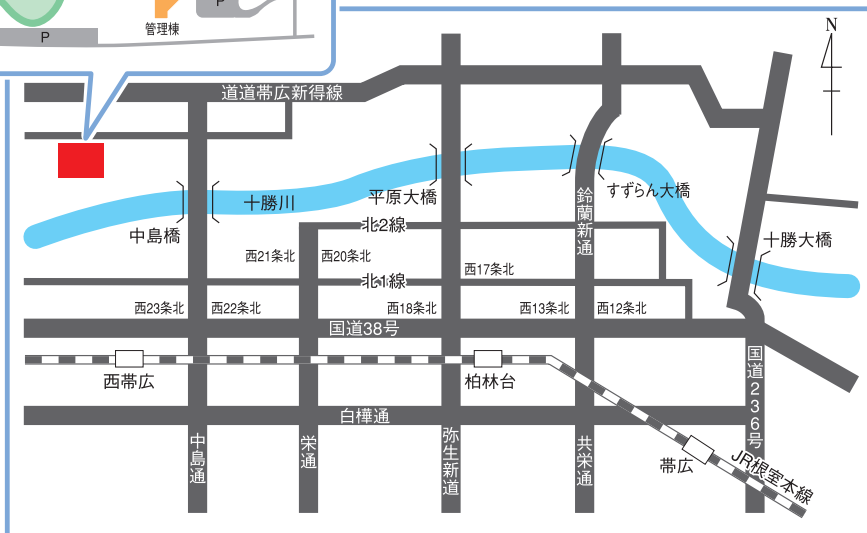 P
P
管理棟
N
道道帯広新得線
十勝川
平原大橋
すずらん大橋
中島橋
鈴蘭新通
北2線
十勝大橋
西21条北
西20条北
西17条北
北1線
西23条北
西22条北
西18条北
西13条北
西12条北
国道38号
西帯広
柏林台
国道236号
白樺通
中島通
栄通
弥生新道
共栄通
帯広
JR根室本線